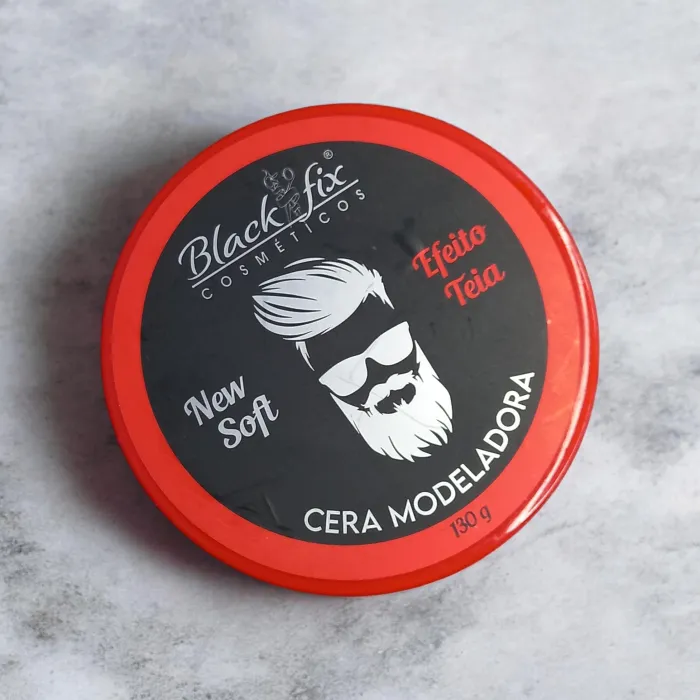 Black fix®
COSMÉTICOS
Efeito
Teia
New
Soft
CERA MODELADORA
130 g